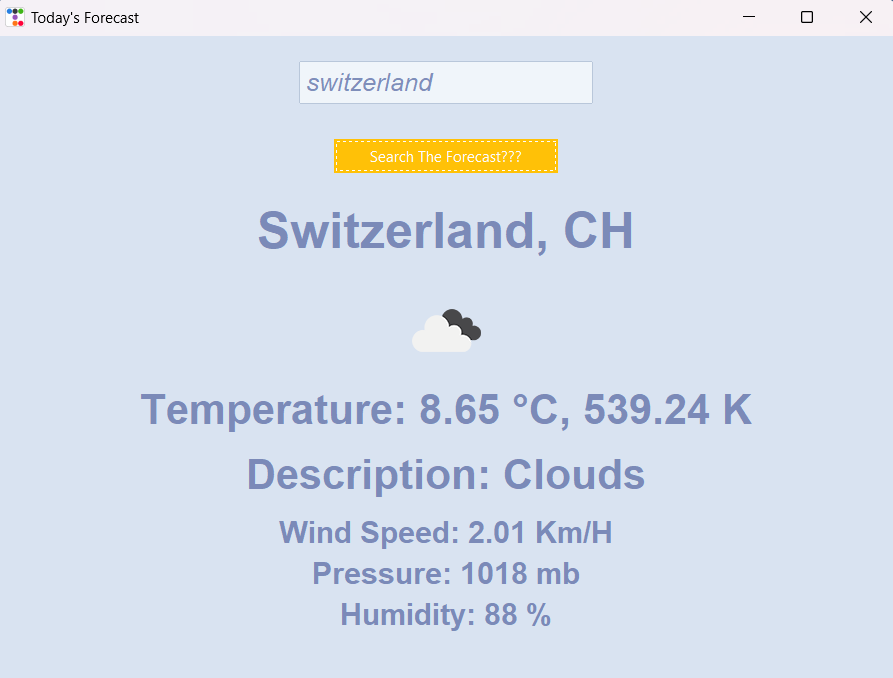 Today's Forecast
switzerland
Search The Forecast???
Switzerland, CH
Temperature: 8.65 °C, 539.24 K
Description: Clouds
Wind Speed: 2.01 Km/H
Pressure: 1018 mb
Humidity: 88 %